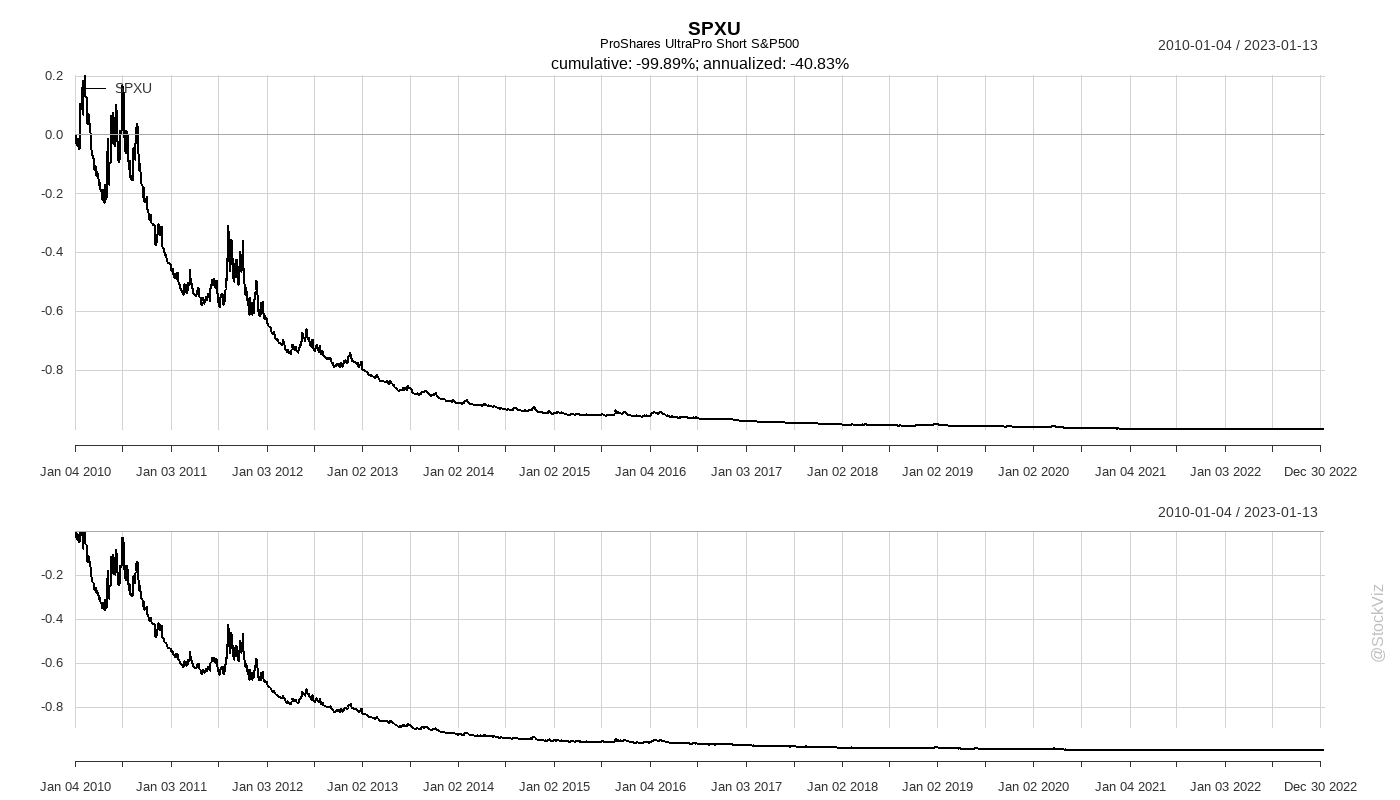 SPXU
ProShares UltraPro Short S&P500
2010-01-04 / 2023-01-13
cumulative: -99.89%; annualized: -40.83%
0.2
SPXU
0.0
-0.2
-0.4
-0.6
-0.8
Jan 04 2010 Jan 03 2011 Jan 03 2012 Jan 02 2013 Jan 02 2014 Jan 02 2015 Jan 04 2016 Jan 03 2017 Jan 02 2018 Jan 02 2019 Jan 02 2020 Jan 04 2021 Jan 03 2022 Dec 30 2022
2010-01-04 / 2023-01-13
-0.2
-0.4
-0.6
-0.8
Jan 04 2010 Jan 03 2011 Jan 03 2012 Jan 02 2013 Jan 02 2014 Jan 02 2015 Jan 04 2016 Jan 03 2017 Jan 02 2018 Jan 02 2019 Jan 02 2020 Jan 04 2021 Jan 03 2022 Dec 30 2022
@StockViz